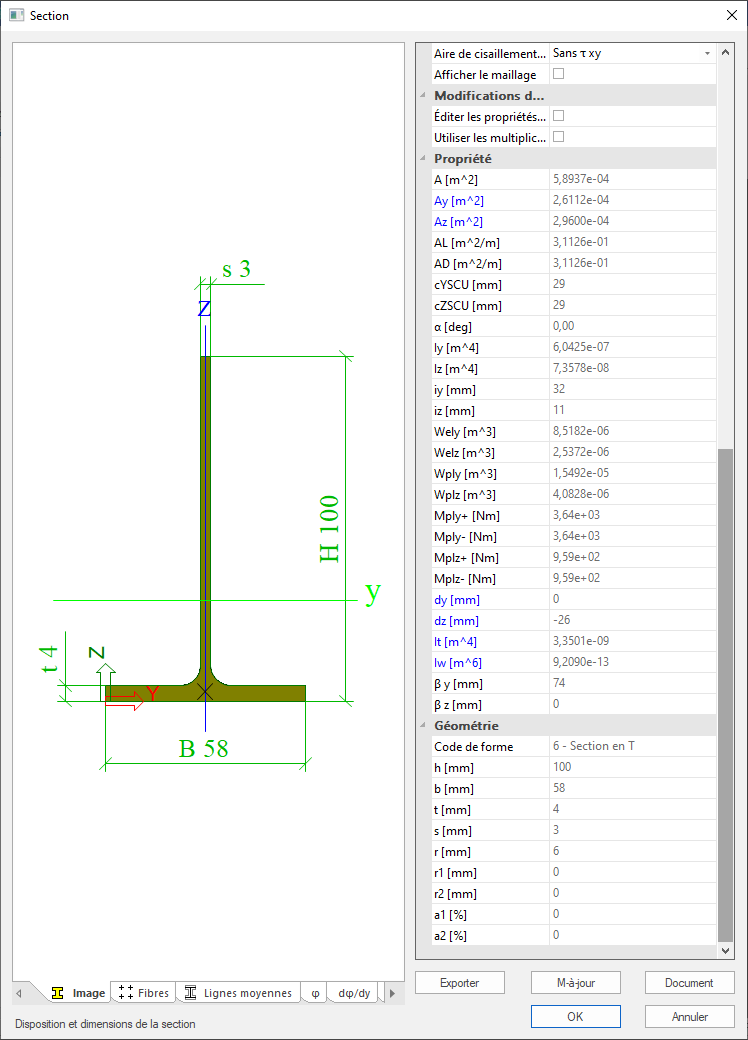 Section
s 3
Z
H 100
y
t 4
Z
Y
B 58
Image
Fibres
Lignes moyennes
φ
dφ/dy
Disposition et dimensions de la section
Aire de cisaillement... Sans τ xy
Afficher le maillage
Modifications d...
Éditer les propriétés...
Utiliser les multiplic...
Propriété
A [m^2] 5,8937e-04
Ay [m^2] 2,6112e-04
Az [m^2] 2,9600e-04
AL [m^2/m] 3,1126e-01
AD [m^2/m] 3,1126e-01
cYSCU [mm] 29
cZSCU [mm] 29
α [deg] 0,00
Iy [m^4] 6,0425e-07
Iz [m^4] 7,3578e-08
iy [mm] 32
iz [mm] 11
Wely [m^3] 8,5182e-06
Welz [m^3] 2,5372e-06
Wply [m^3] 1,5492e-05
Wplz [m^3] 4,0828e-06
Mply+ [Nm] 3,64e+03
Mply- [Nm] 3,64e+03
Mplz+ [Nm] 9,59e+02
Mplz- [Nm] 9,59e+02
dy [mm] 0
dz [mm] -26
It [m^4] 3,3501e-09
Iw [m^6] 9,2090e-13
β y [mm] 74
β z [mm] 0
Géométrie
Code de forme 6 - Section en T
h [mm] 100
b [mm] 58
t [mm] 4
s [mm] 3
r [mm] 6
r1 [mm] 0
r2 [mm] 0
a1 [%] 0
a2 [%] 0
Exporter
M-à-jour
Document
OK
Annuler